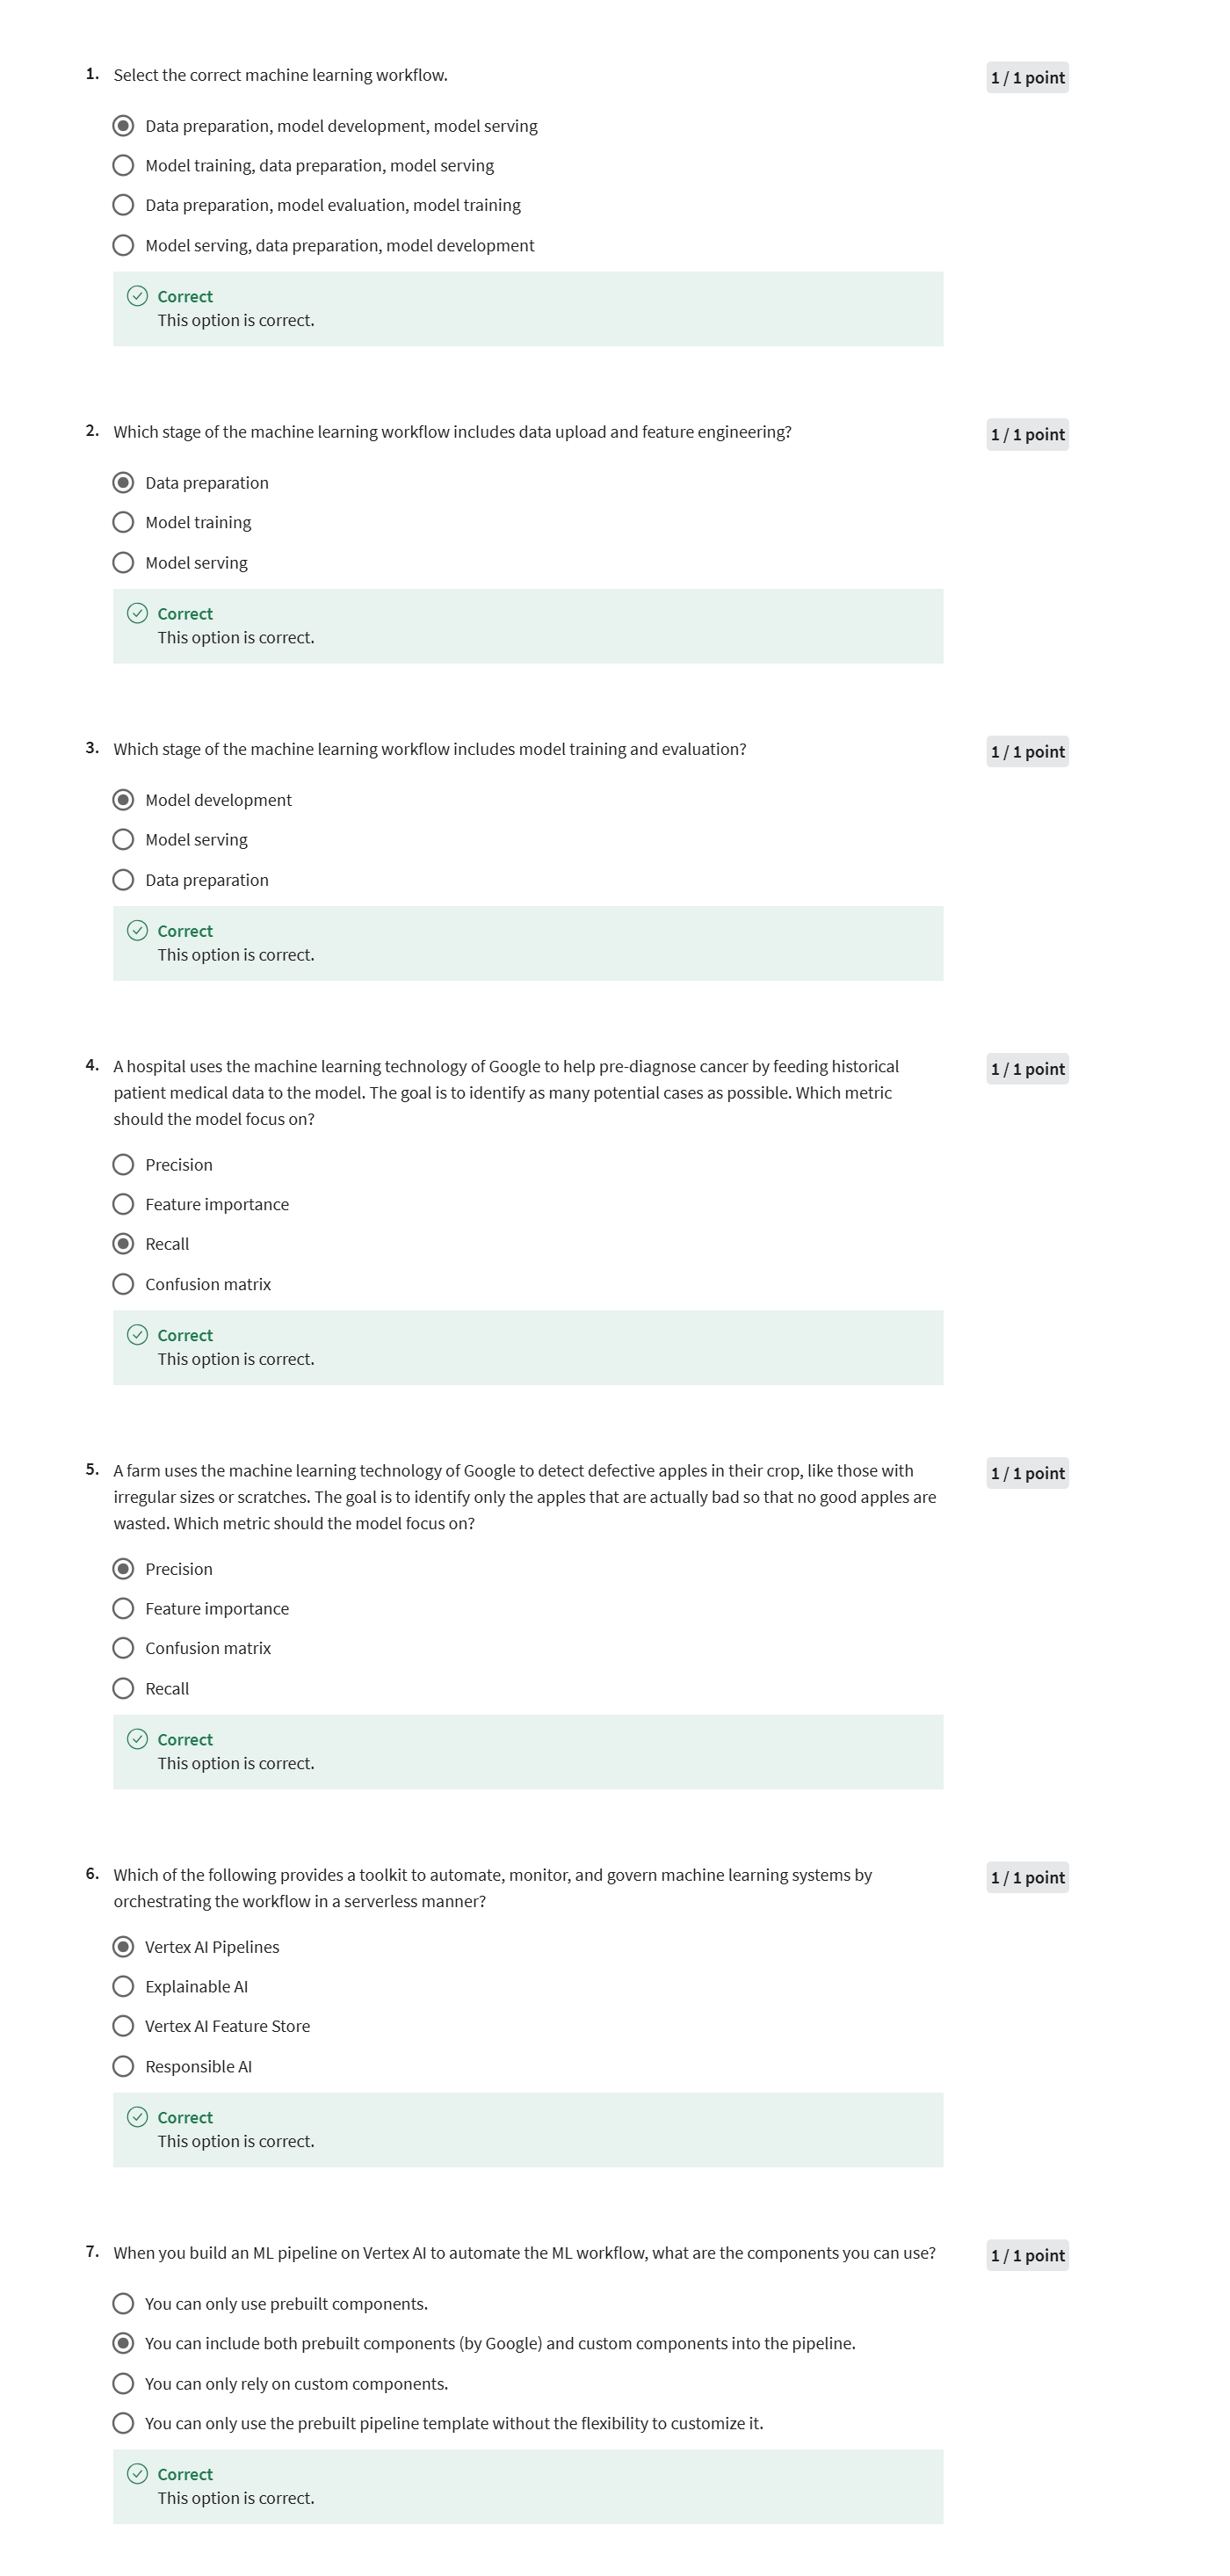 1. Select the correct machine learning workflow.
1 / 1 point
Data preparation, model development, model serving
Model training, data preparation, model serving
Data preparation, model evaluation, model training
Model serving, data preparation, model development
Correct
This option is correct.
2. Which stage of the machine learning workflow includes data upload and feature engineering?
1 / 1 point
Data preparation
Model training
Model serving
Correct
This option is correct.
3. Which stage of the machine learning workflow includes model training and evaluation?
1 / 1 point
Model development
Model serving
Data preparation
Correct
This option is correct.
4. A hospital uses the machine learning technology of Google to help pre-diagnose cancer by feeding historical
patient medical data to the model. The goal is to identify as many potential cases as possible. Which metric
should the model focus on?
1 / 1 point
Precision
Feature importance
Recall
Confusion matrix
Correct
This option is correct.
5. A farm uses the machine learning technology of Google to detect defective apples in their crop, like those with
irregular sizes or scratches. The goal is to identify only the apples that are actually bad so that no good apples are
wasted. Which metric should the model focus on?
1 / 1 point
Precision
Feature importance
Confusion matrix
Recall
Correct
This option is correct.
6. Which of the following provides a toolkit to automate, monitor, and govern machine learning systems by
orchestrating the workflow in a serverless manner?
1 / 1 point
Vertex AI Pipelines
Explainable AI
Vertex AI Feature Store
Responsible AI
Correct
This option is correct.
7. When you build an ML pipeline on Vertex AI to automate the ML workflow, what are the components you can use?
1 / 1 point
You can only use prebuilt components.
You can include both prebuilt components (by Google) and custom components into the pipeline.
You can only rely on custom components.
You can only use the prebuilt pipeline template without the flexibility to customize it.
Correct
This option is correct.